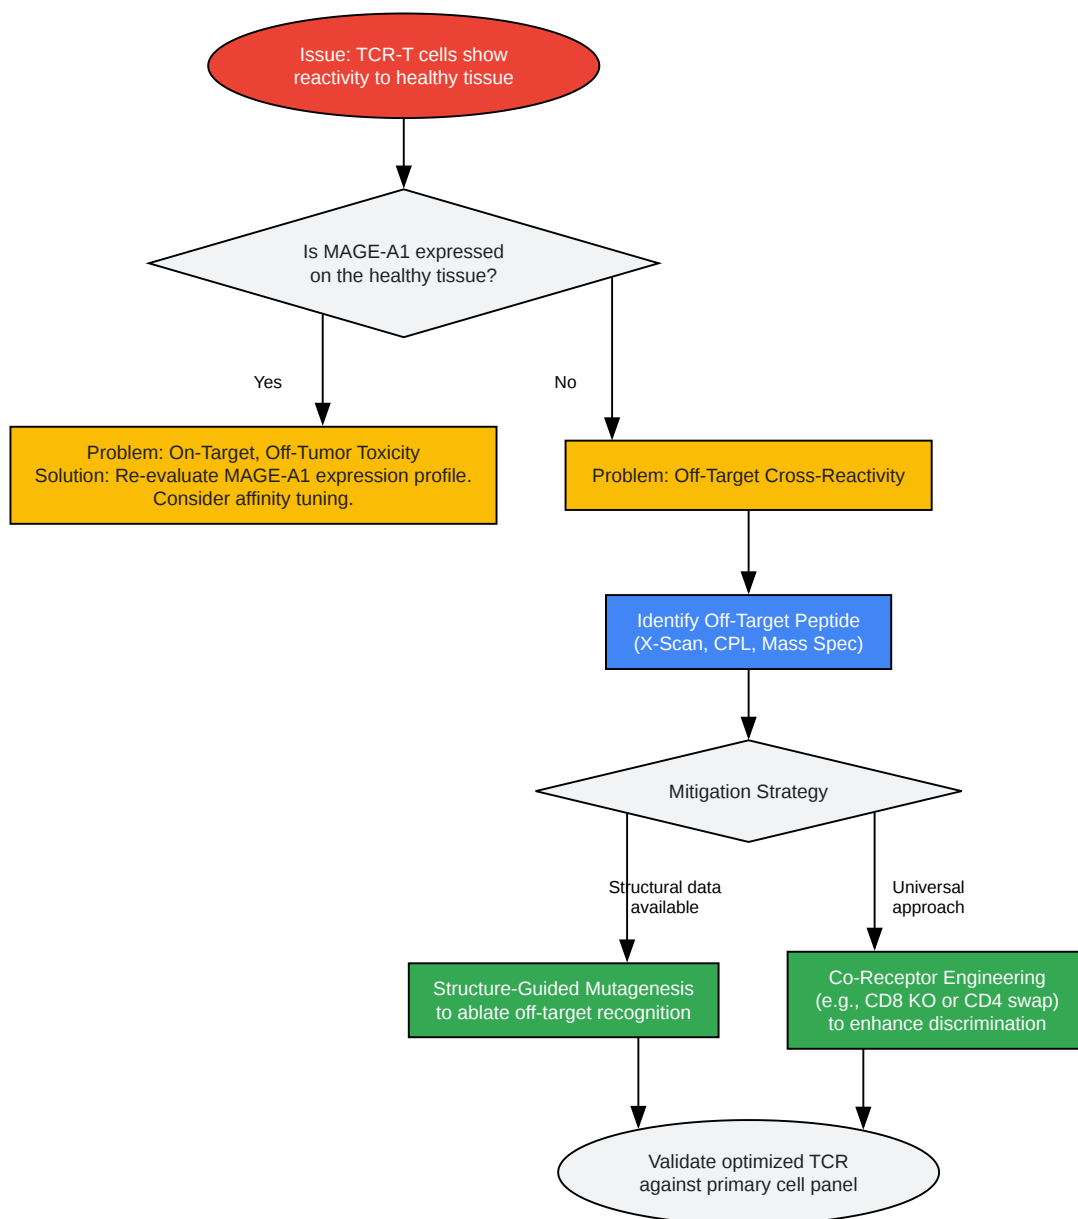 Issue: TCR-T cells show
reactivity to healthy tissue
Is MAGE-A1 expressed
on the healthy tissue?
Yes
No
Problem: On-Target, Off-Tumor Toxicity
Solution: Re-evaluate MAGE-A1 expression profile.
Consider affinity tuning.
Problem: Off-Target Cross-Reactivity
Identify Off-Target Peptide
(X-Scan, CPL, Mass Spec)
Mitigation Strategy
Structural data
available
Universal
approach
Structure-Guided Mutagenesis
to ablate off-target recognition
Co-Receptor Engineering
(e.g., CD8 KO or CD4 swap)
to enhance discrimination
Validate optimized TCR
against primary cell panel